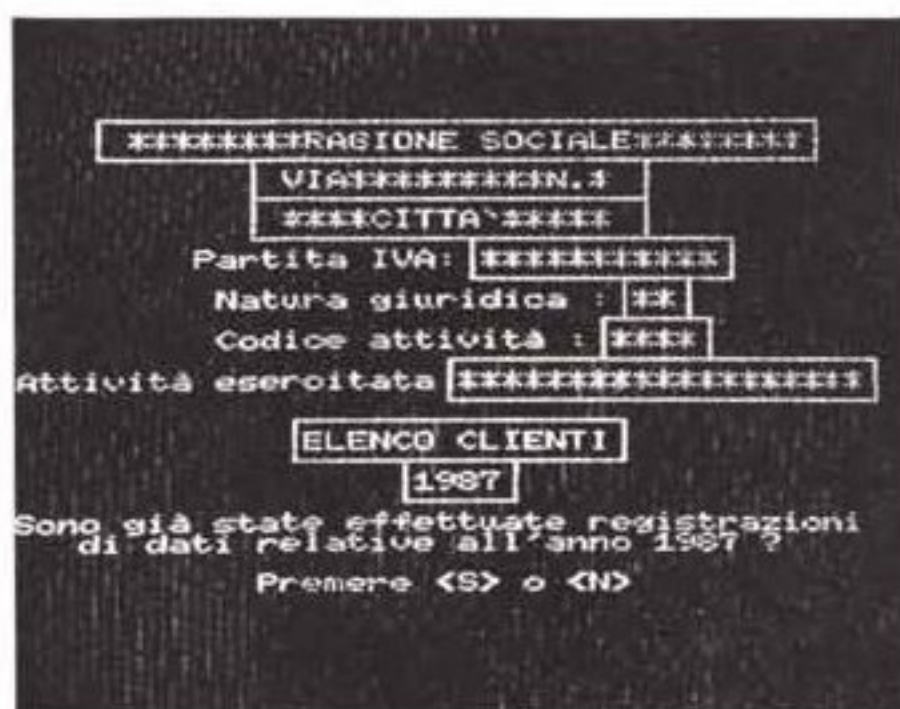 ********RAGIONE SOCIALE********
VIA*********N.*
****CITTA`*****
Partita IVA: ***********
Natura giuridica : **
Codice attività : ****
Attività esercitata *******************
ELENCO CLIENTI
1987
Sono già state effettuate registrazioni
di dati relative all'anno 1987 ?
Premere <S> o <N>